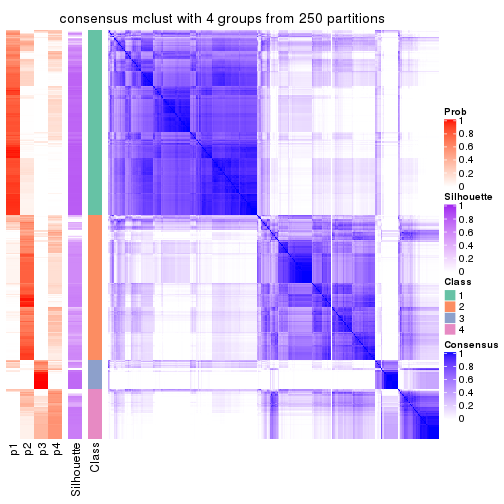 consensus mclust with 4 groups from 250 partitions
Prob
1
0.8
0.6
0.4
0.2
0
Silhouette
1
0.8
0.6
0.4
0.2
0
Class
1
2
3
4
Consensus
1
0.8
0.6
0.4
0.2
0
p1
p2
p3
p4
Silhouette
Class